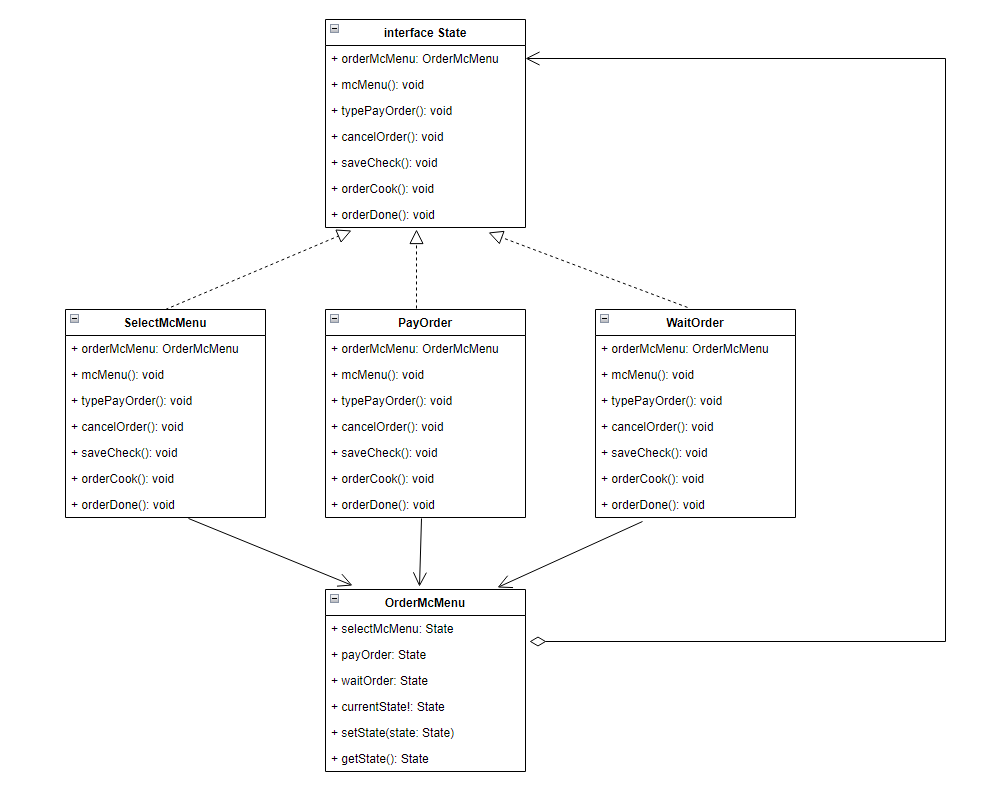 interface State
+ orderMcMenu: OrderMcMenu
+ mcMenu(): void
+ typePayOrder(): void
+ cancelOrder(): void
+ saveCheck(): void
+ orderCook(): void
+ orderDone(): void
SelectMcMenu
+ orderMcMenu: OrderMcMenu
+ mcMenu(): void
+ typePayOrder(): void
+ cancelOrder(): void
+ saveCheck(): void
+ orderCook(): void
+ orderDone(): void
PayOrder
+ orderMcMenu: OrderMcMenu
+ mcMenu(): void
+ typePayOrder(): void
+ cancelOrder(): void
+ saveCheck(): void
+ orderCook(): void
+ orderDone(): void
WaitOrder
+ orderMcMenu: OrderMcMenu
+ mcMenu(): void
+ typePayOrder(): void
+ cancelOrder(): void
+ saveCheck(): void
+ orderCook(): void
+ orderDone(): void
OrderMcMenu
+ selectMcMenu: State
+ payOrder: State
+ waitOrder: State
+ currentState!: State
+ setState(state: State)
+ getState(): State